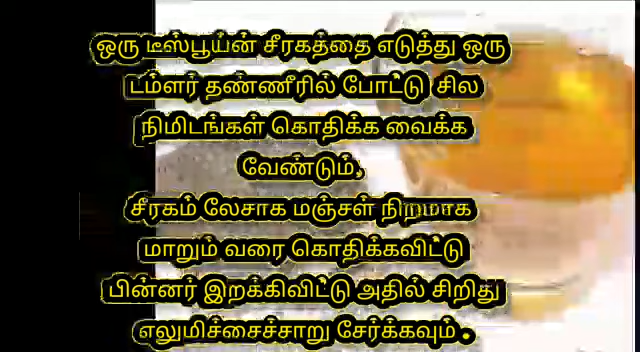 ஒரு டீஸ்பூய்ன் சீரகத்தை எடுத்து ஒரு
டம்ளர் தண்ணீரில் போட்டு சில
நிமிடங்கள் கொதிக்க வைக்க
வேண்டும்.
சீரகம் லேசாக மஞ்சள் நிறமாக
மாறும் வரை கொதிக்கவிட்டு
பின்னர் இறக்கிவிட்டு அதில் சிறிது
எலுமிச்சைச்சாறு சேர்க்கவும் .